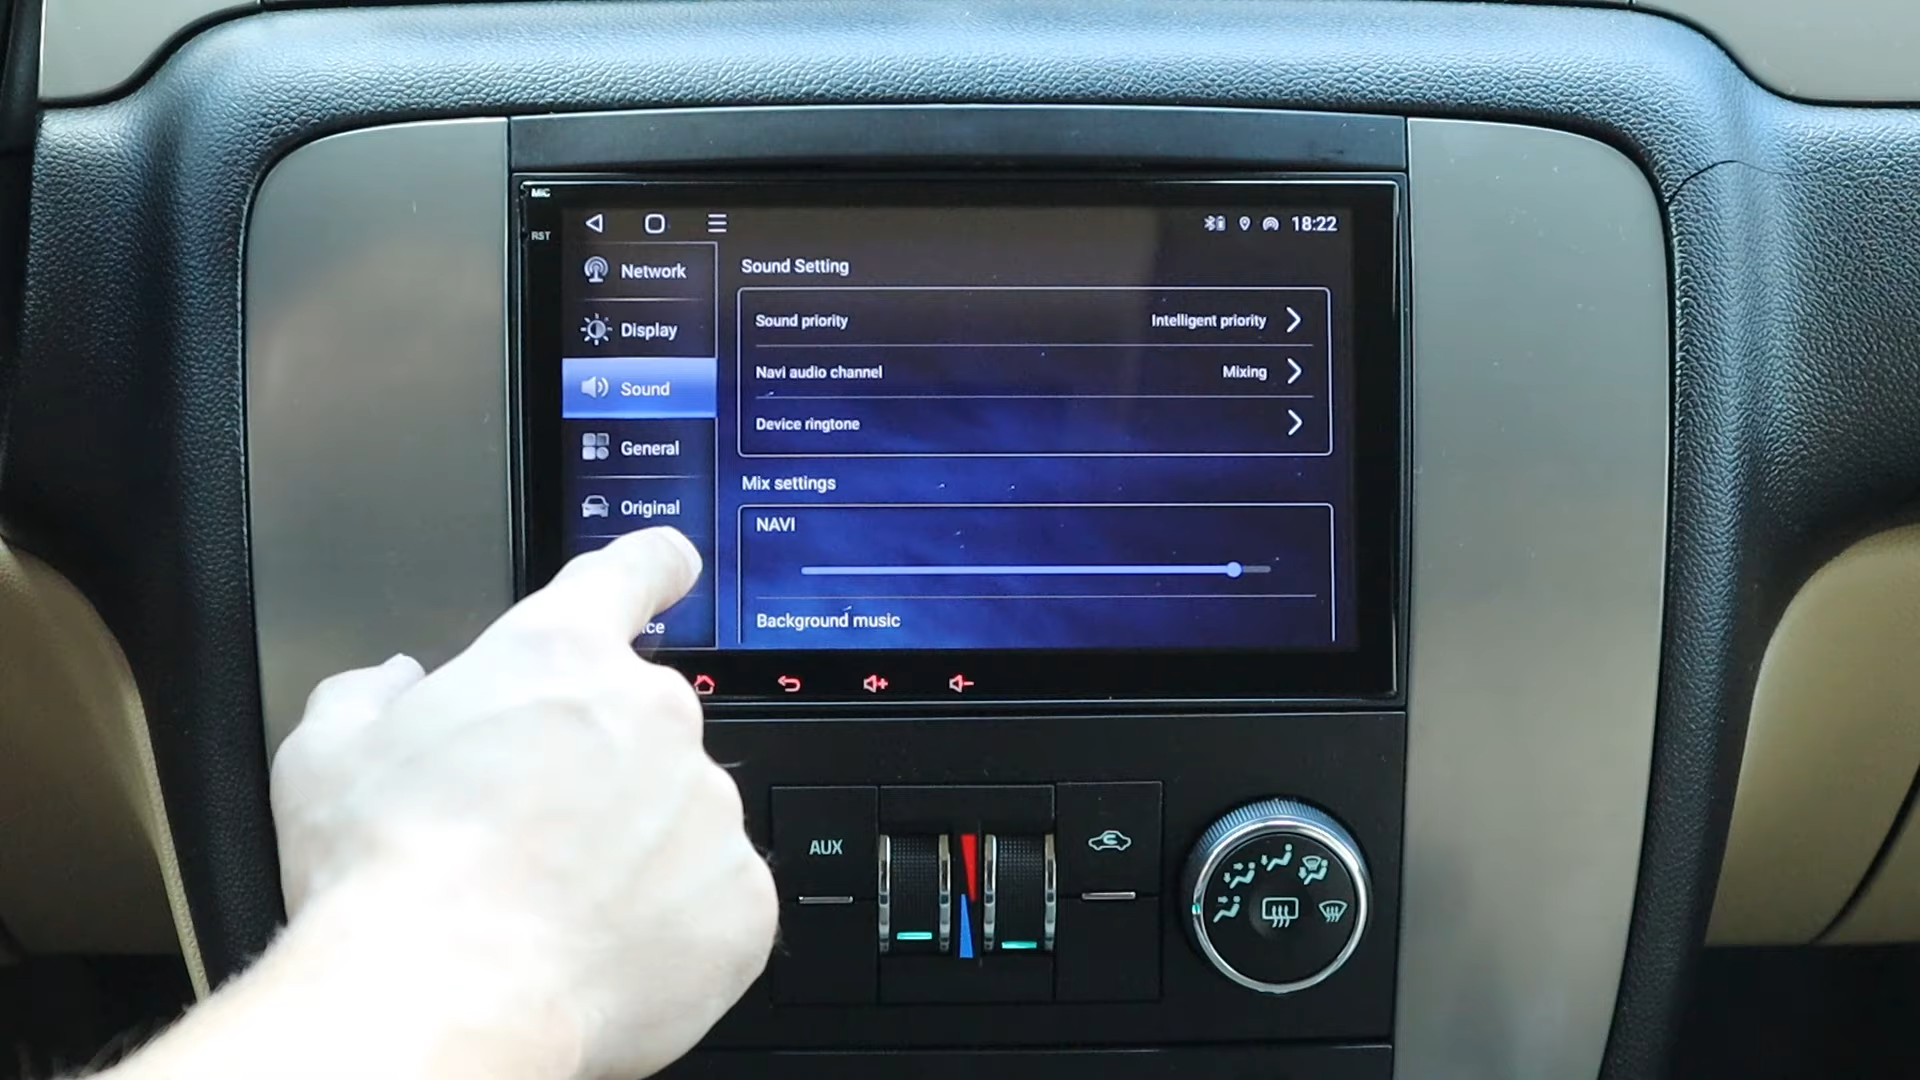 MIC
RST
18:22
Network
Display
Sound
General
Original
Sound Setting
Sound priority Intelligent priority
Navi audio channel Mixing
Device ringtone
Mix settings
NAVI
Background music
AUX